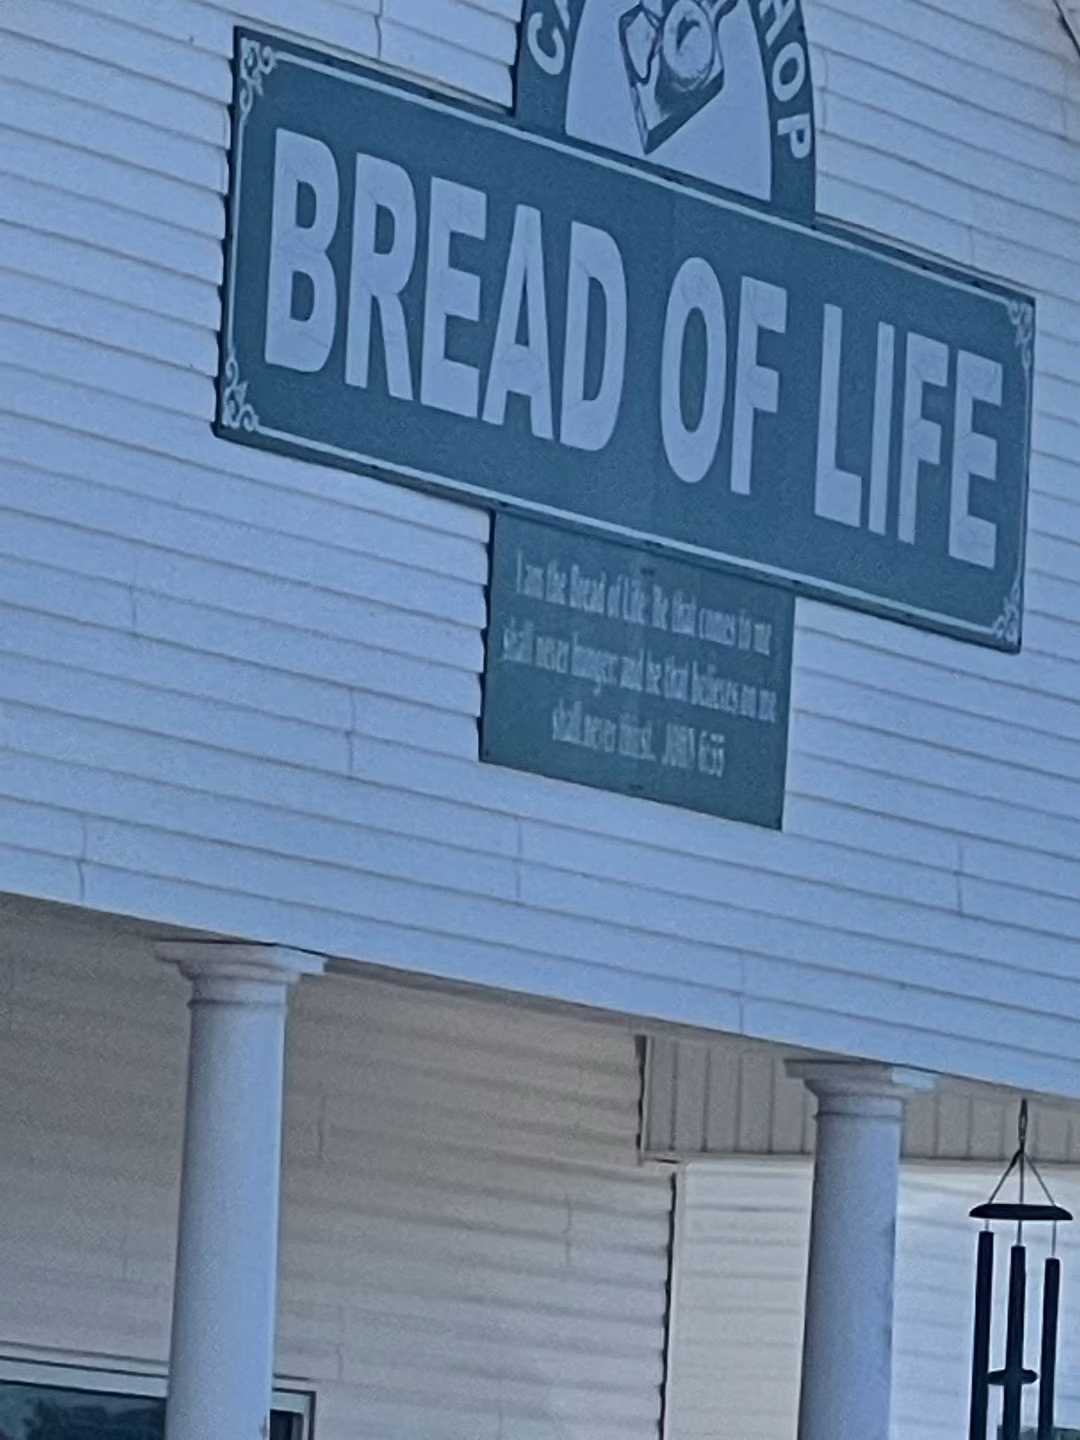 CA HOP
BREAD OF LIFE
I am the Bread of Life: He that comes to me
shall never hunger: and he that believes on me
shall never thirst. JOHN 6:35